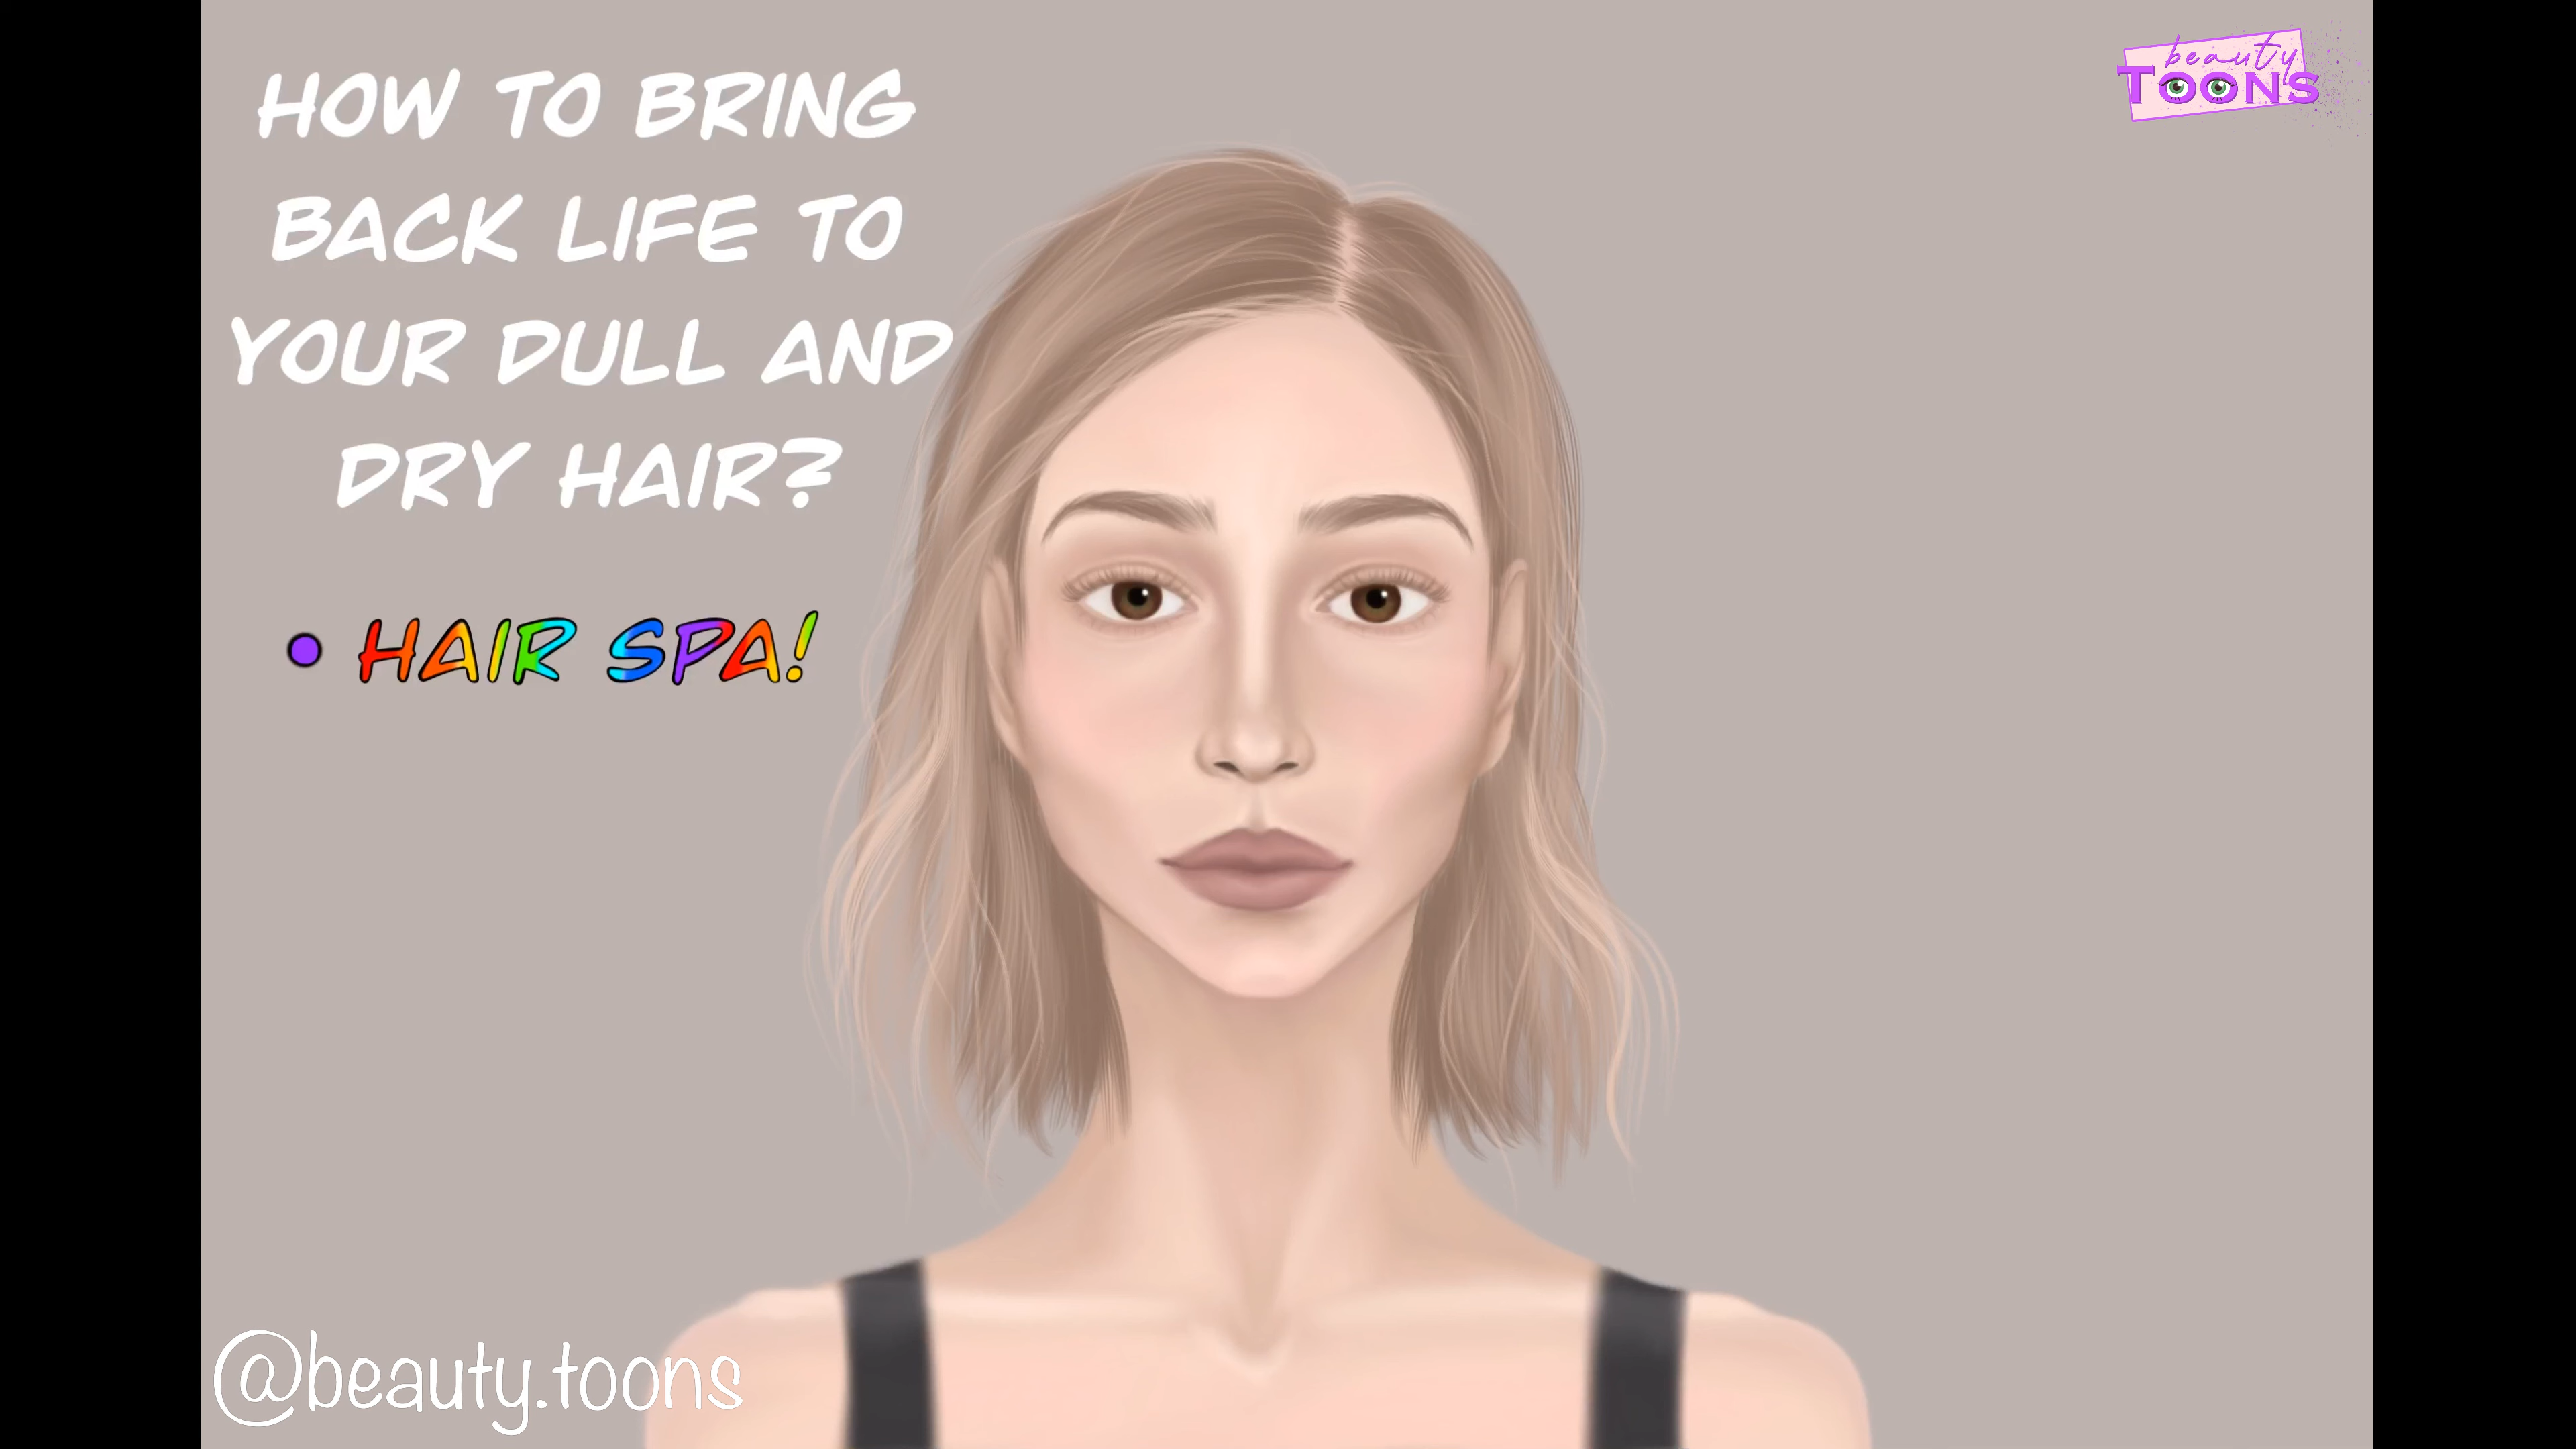 HOW TO BRING
BACK LIFE TO
YOUR DULL AND
DRY HAIR?
• HAIR SPA!
beauty
TOONS
@beauty.toons